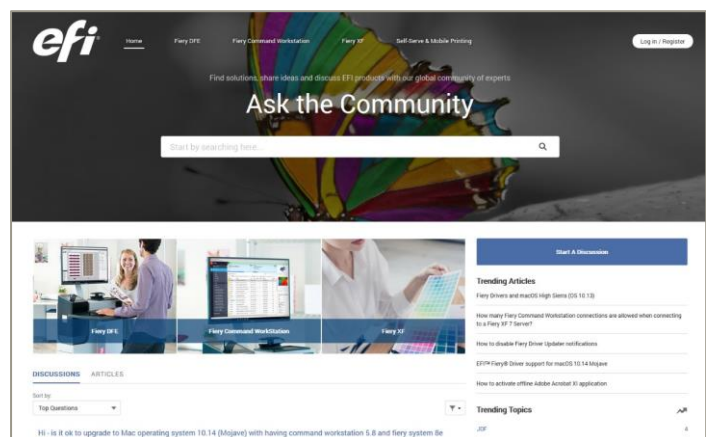 efi
Home
Fiery DFE
Fiery Command Workstation
Fiery XF
Self-Serve & Mobile Printing
Log in / Register
Find solutions, share ideas and discuss EFI products with our global community of experts
Ask the Community
Start by searching here...
Fiery DFE
Fiery Command WorkStation
Fiery XF
Start A Discussion
Trending Articles
Fiery Drivers and macOS High Sierra (OS 10.13)
How many Fiery Command Workstation connections are allowed when connecting
to a Fiery XF 7 Server?
How to disable Fiery Driver Updater notifications
EFI™ Fiery® Driver support for macOS 10.14 Mojave
How to activate offline Adobe Acrobat XI application
Trending Topics
JDF 4
DISCUSSIONS ARTICLES
Sort by:
Top Questions
Hi - is it ok to upgrade to Mac operating system 10.14 (Mojave) with having command workstation 5.8 and fiery system 8e